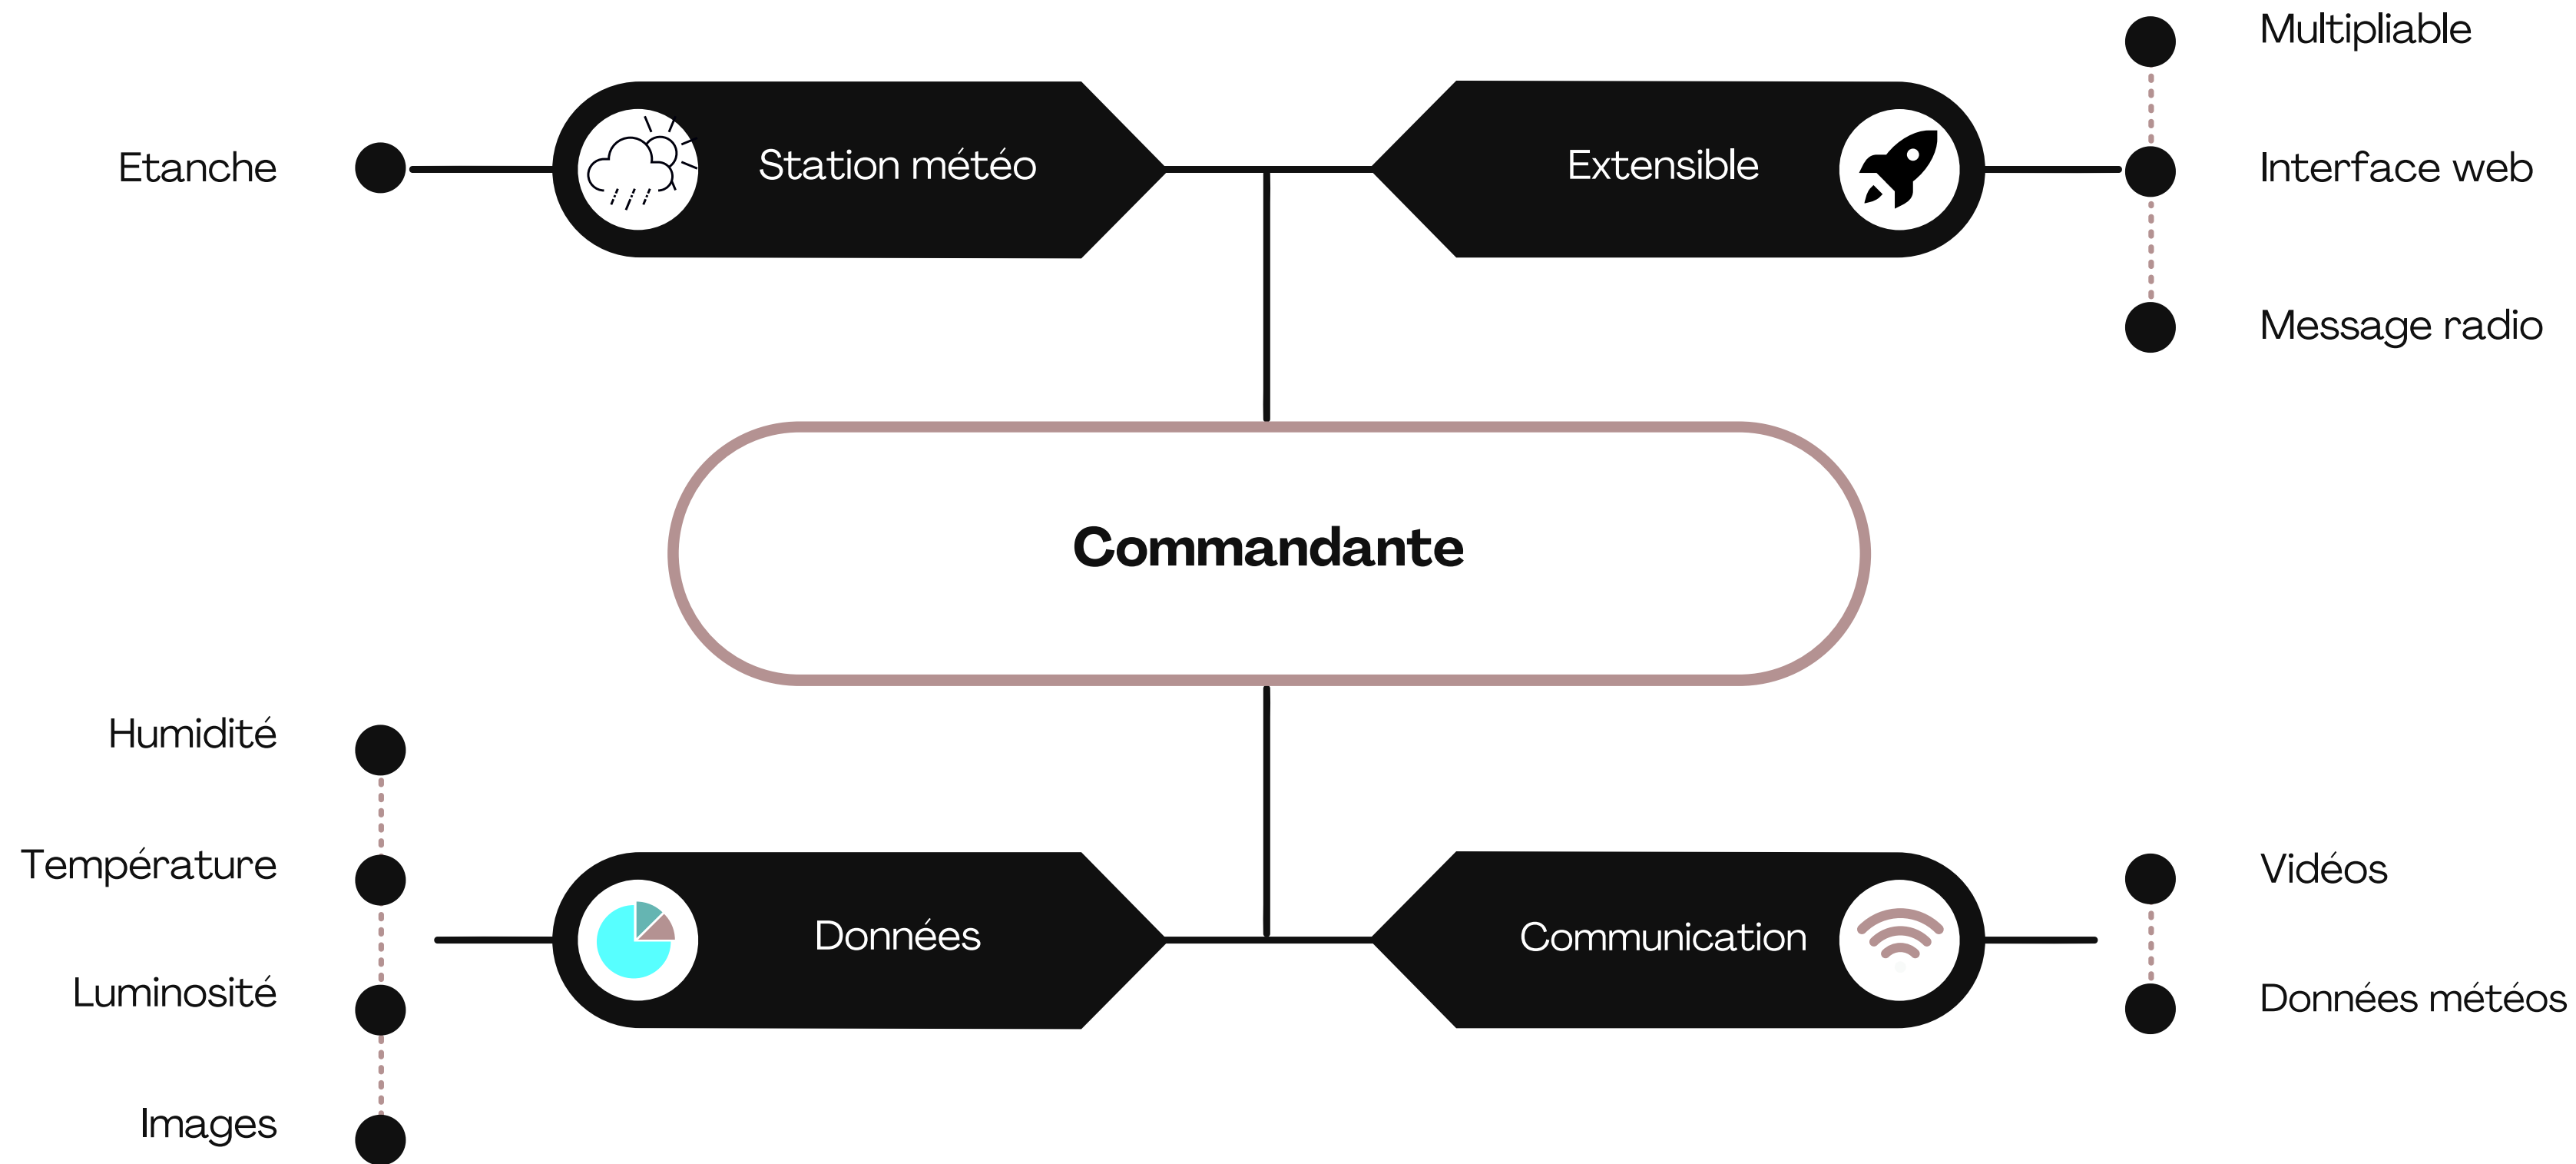 Multipliable
Etanche
Station météo
Extensible
Interface web
Message radio
Commandante
Humidité
Température
Luminosité
Images
Données
Communication
Vidéos
Données météos